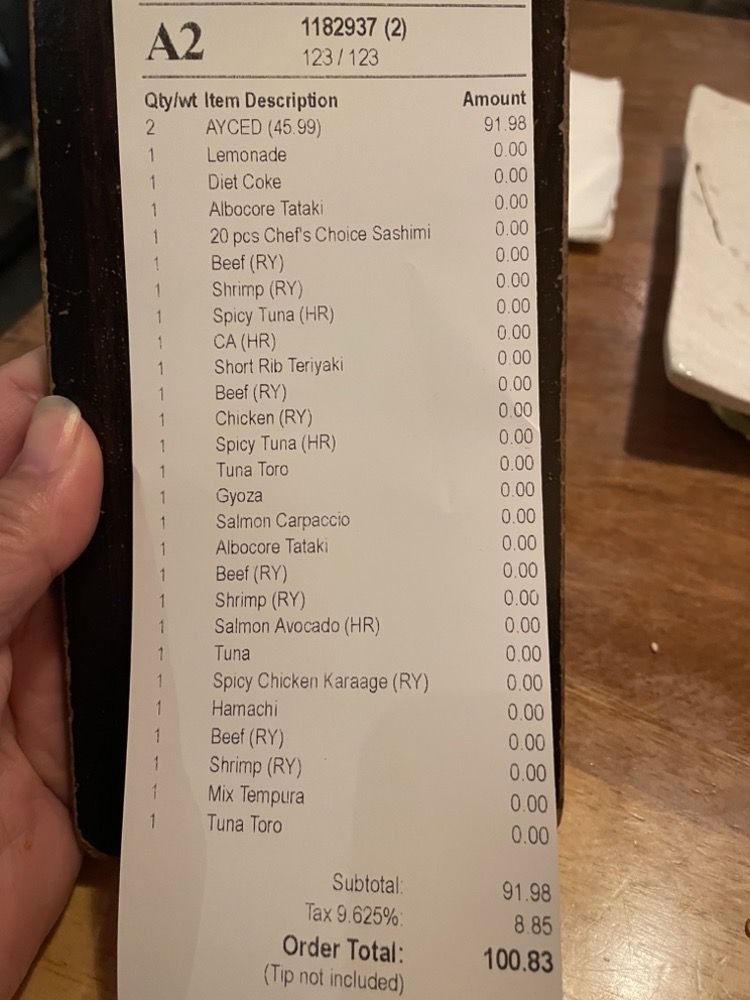 A2 1182937 (2)
123 / 123
Qty/wt Item Description Amount
2 AYCED (45.99) 91.98
1 Lemonade 0.00
1 Diet Coke 0.00
1 Albocore Tataki 0.00
1 20 pcs Chef's Choice Sashimi 0.00
1 Beef (RY) 0.00
1 Shrimp (RY) 0.00
1 Spicy Tuna (HR) 0.00
1 CA (HR) 0.00
1 Short Rib Teriyaki 0.00
1 Beef (RY) 0.00
1 Chicken (RY) 0.00
1 Spicy Tuna (HR) 0.00
1 Tuna Toro 0.00
1 Gyoza 0.00
1 Salmon Carpaccio 0.00
1 Albocore Tataki 0.00
1 Beef (RY) 0.00
1 Shrimp (RY) 0.00
1 Salmon Avocado (HR) 0.00
1 Tuna 0.00
1 Spicy Chicken Karaage (RY) 0.00
1 Hamachi 0.00
1 Beef (RY) 0.00
1 Shrimp (RY) 0.00
1 Mix Tempura 0.00
1 Tuna Toro 0.00
Subtotal: 91.98
Tax 9.625%: 8.85
Order Total: 100.83
(Tip not included)